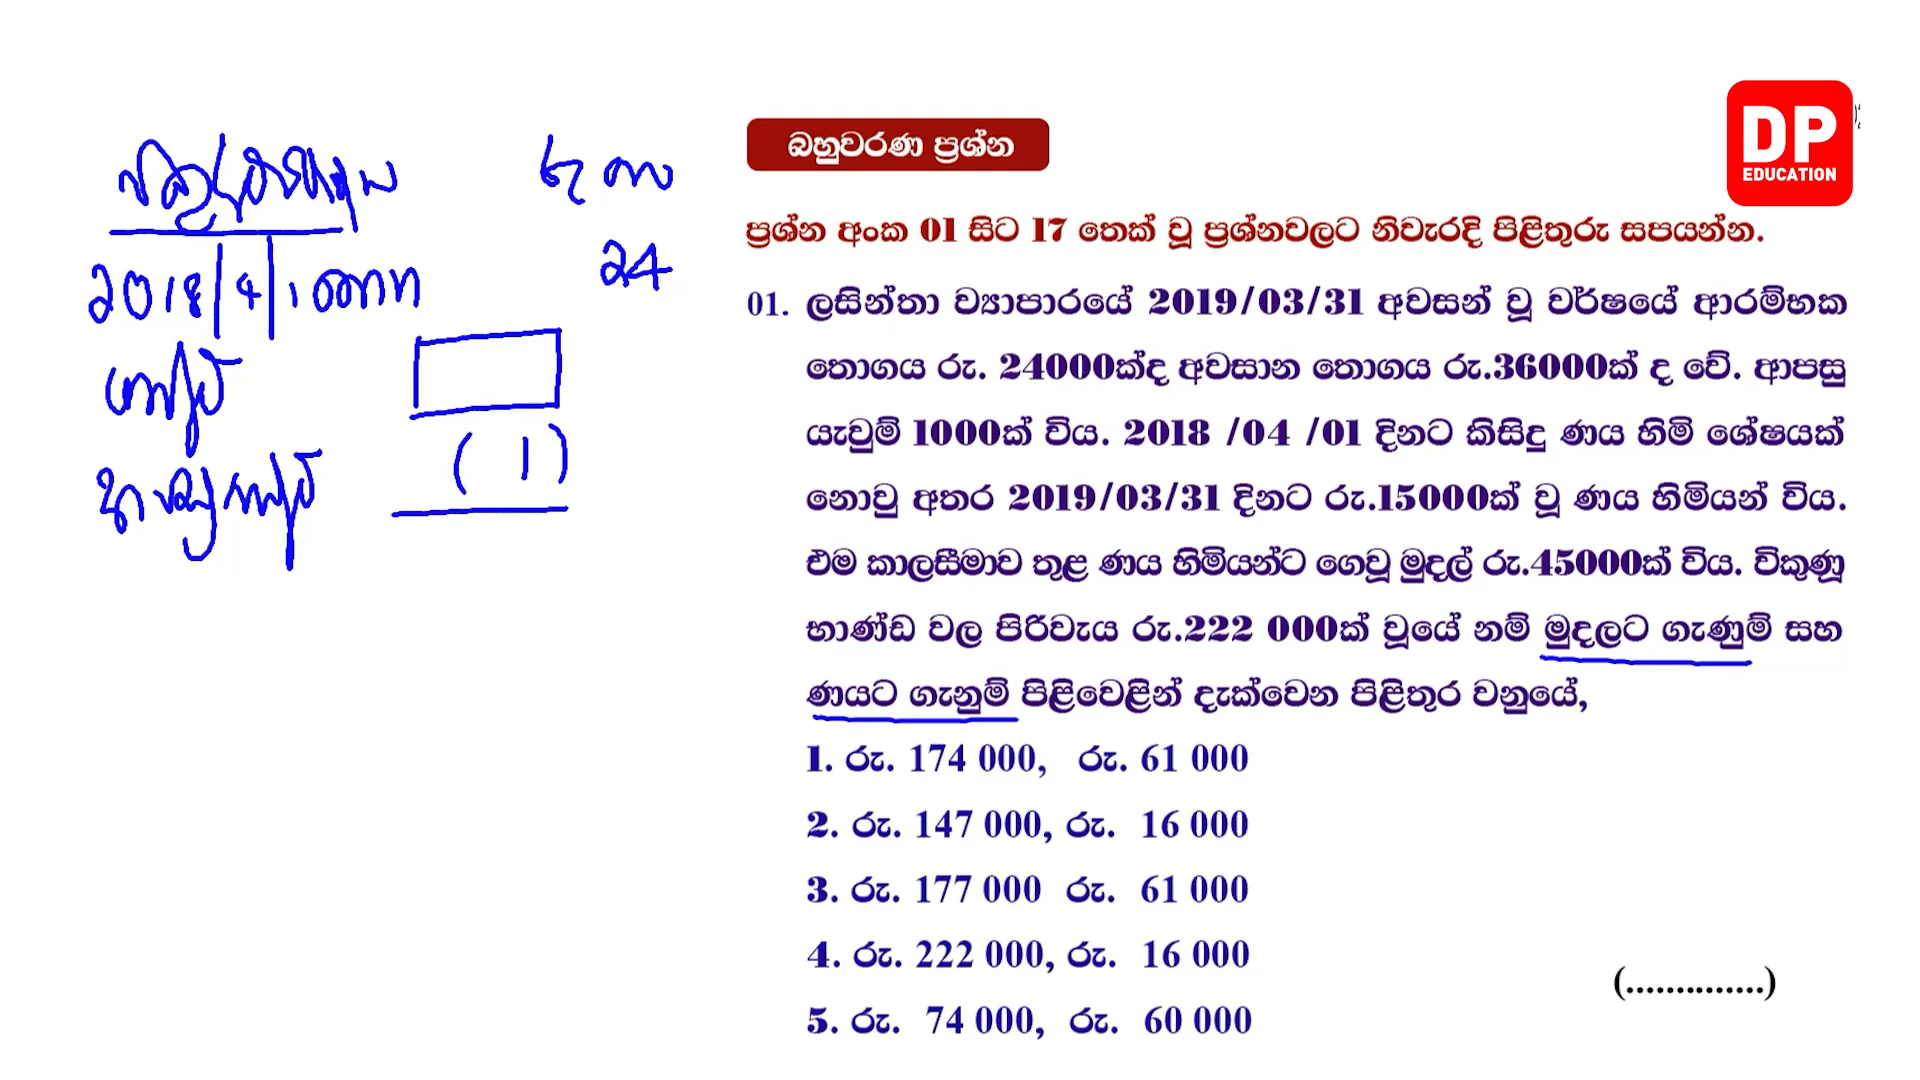 රු 000
2018/4/1 තොග
24
ගැණුම්
(1)
DP
EDUCATION
බහුවරණ ප්‍රශ්න
ප්‍රශ්න අංක 01 සිට 17 තෙක් වූ ප්‍රශ්නවලට නිවැරදි පිළිතුරු සපයන්න.
01. ලසින්තා ව්‍යාපාරයේ 2019/03/31 අවසන් වූ වර්ෂයේ ආරම්භක
තොගය රු. 24000ක්ද අවසාන තොගය රු.36000ක් ද වේ. ආපසු
යැවුම් 1000ක් විය. 2018 /04 /01 දිනට කිසිදු ණය හිමි ශේෂයක්
නොවු අතර 2019/03/31 දිනට රු.15000ක් වූ ණය හිමියන් විය.
එම කාලසීමාව තුළ ණය හිමියන්ට ගෙවූ මුදල් රු.45000ක් විය. විකුණූ
භාණ්ඩ වල පිරිවැය රු.222 000ක් වූයේ නම් මුදලට ගැණුම් සහ
ණයට ගැනුම් පිළිවෙළින් දැක්වෙන පිළිතුර වනුයේ,
1. රු. 174 000, රු. 61 000
2. රු. 147 000, රු. 16 000
3. රු. 177 000 රු. 61 000
4. රු. 222 000, රු. 16 000
5. රු. 74 000, රු. 60 000
(..............)